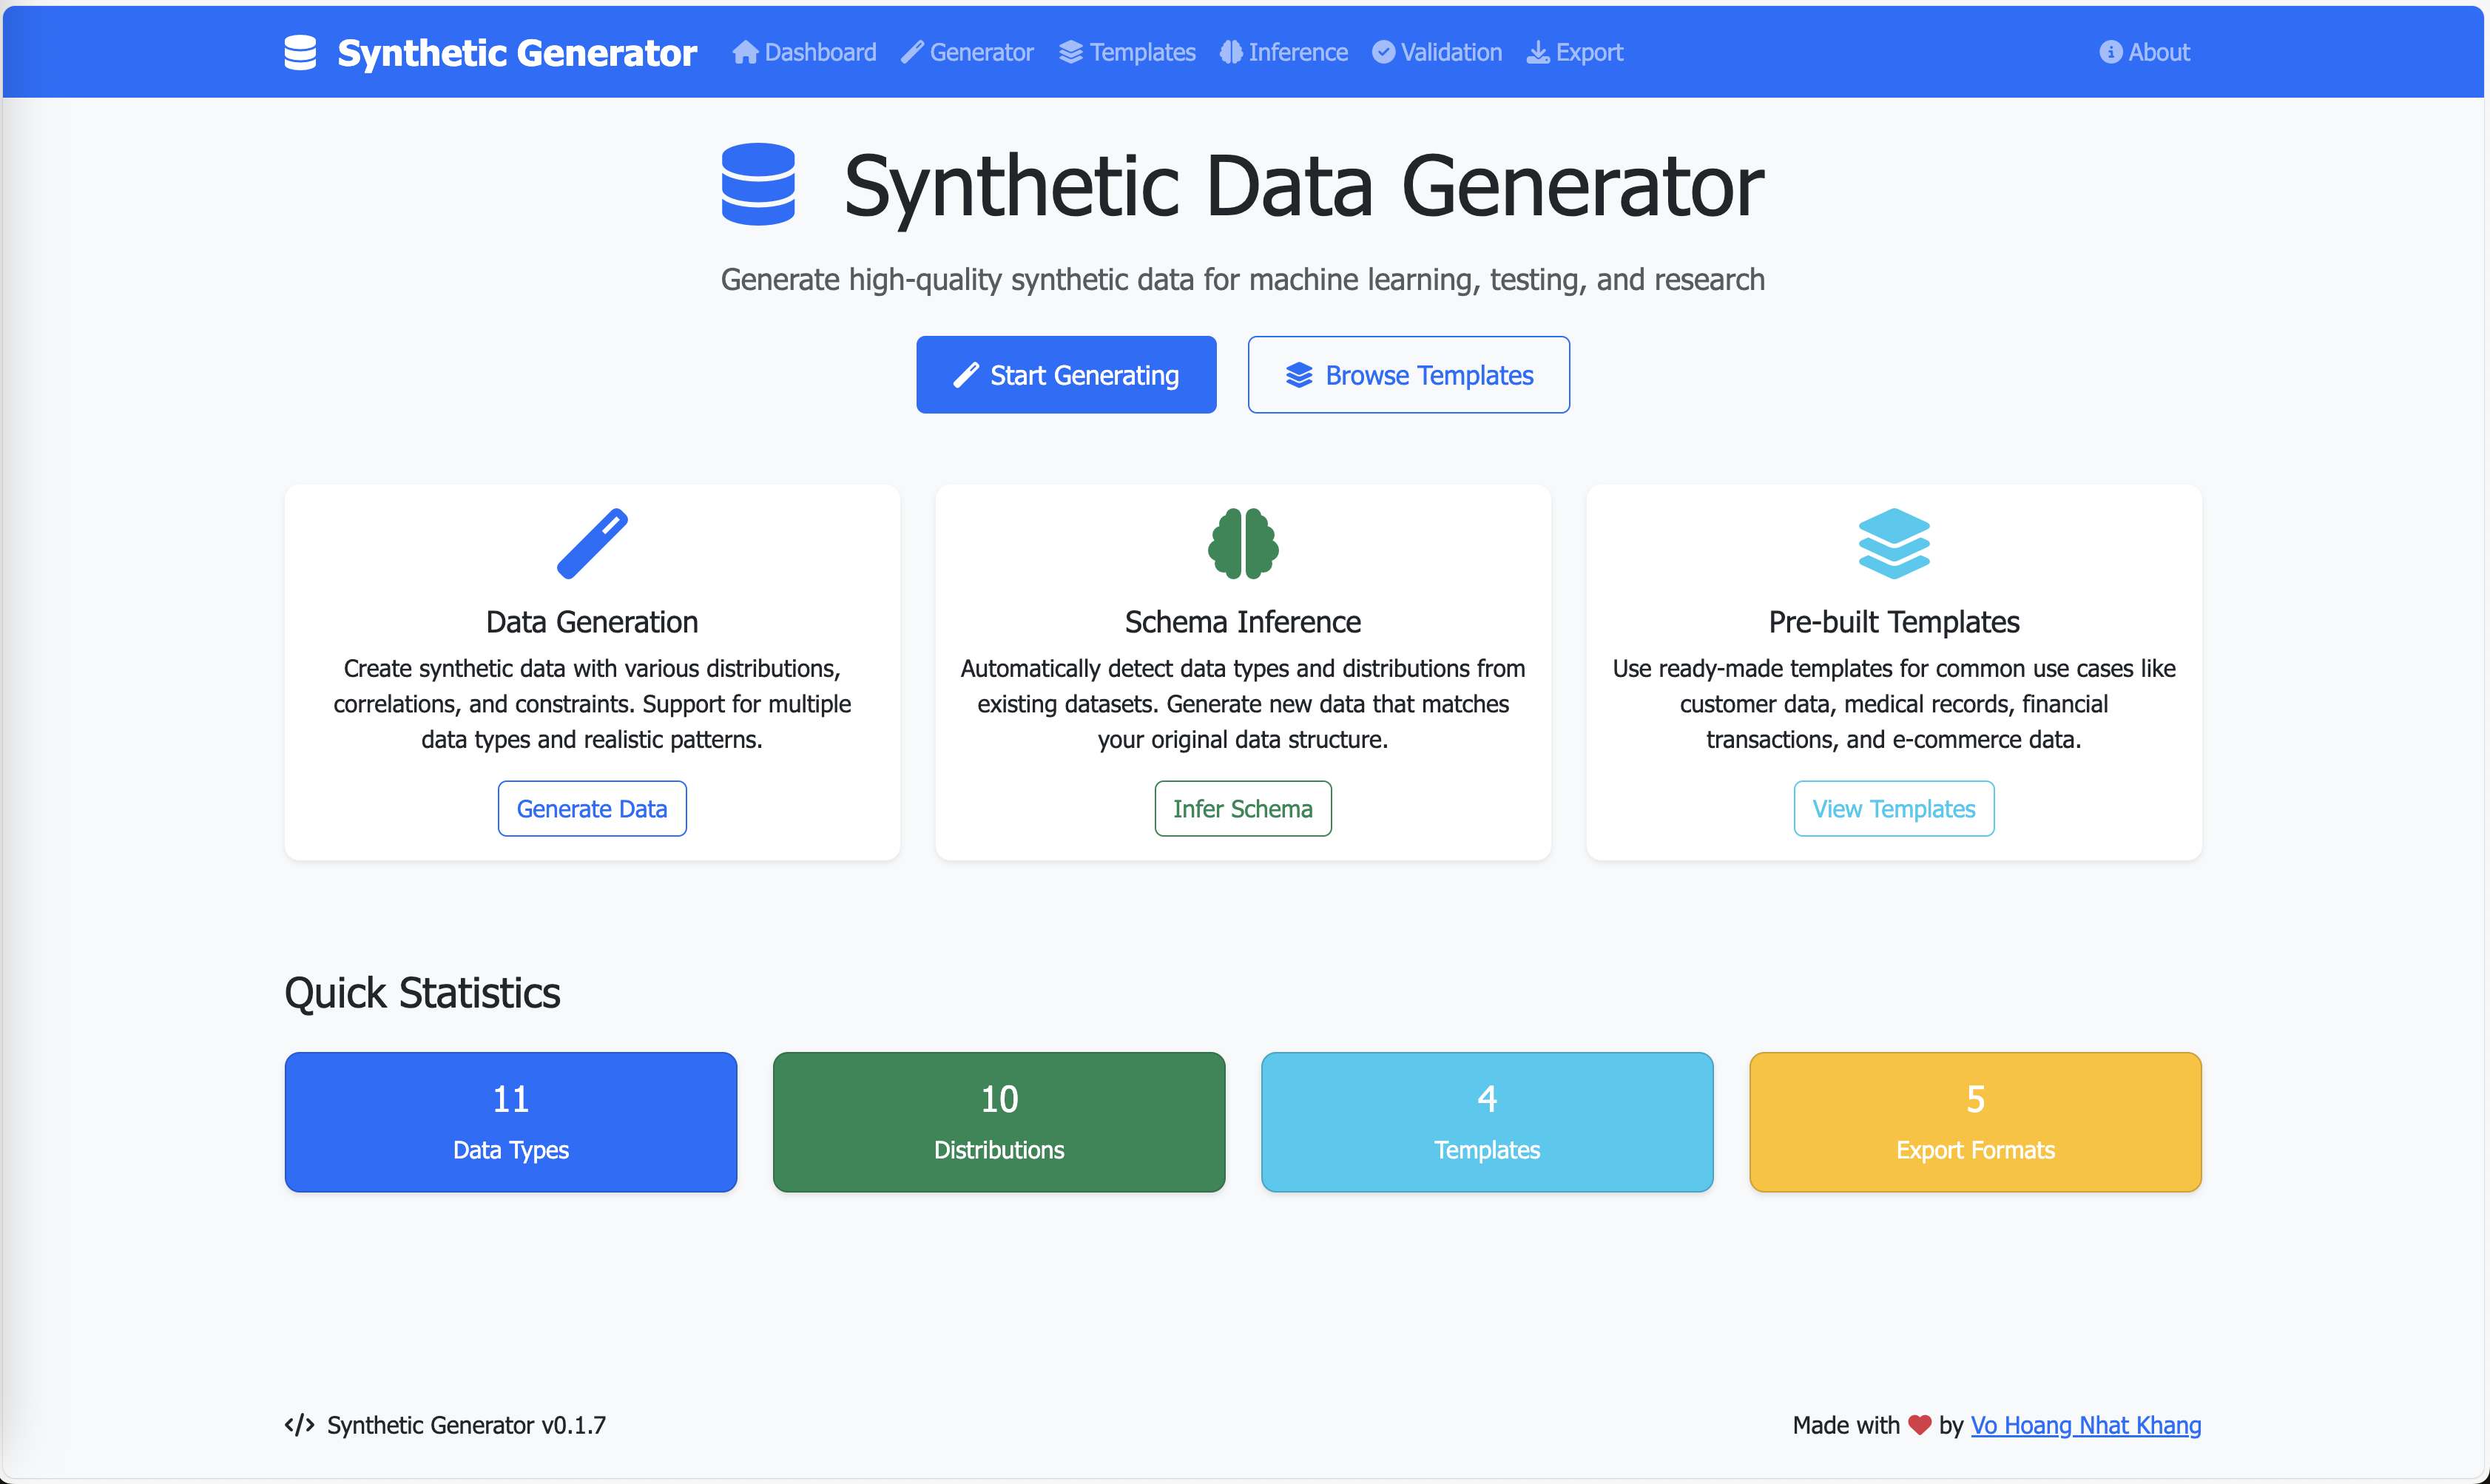 Synthetic Generator Dashboard Generator Templates Inference Validation Export About
Synthetic Data Generator
Generate high-quality synthetic data for machine learning, testing, and research
Start Generating Browse Templates
Data Generation
Create synthetic data with various distributions,
correlations, and constraints. Support for multiple
data types and realistic patterns.
Generate Data
Schema Inference
Automatically detect data types and distributions from
existing datasets. Generate new data that matches
your original data structure.
Infer Schema
Pre-built Templates
Use ready-made templates for common use cases like
customer data, medical records, financial
transactions, and e-commerce data.
View Templates
Quick Statistics
11
Data Types
10
Distributions
4
Templates
5
Export Formats
Synthetic Generator v0.1.7
Made with ❤ by Vo Hoang Nhat Khang